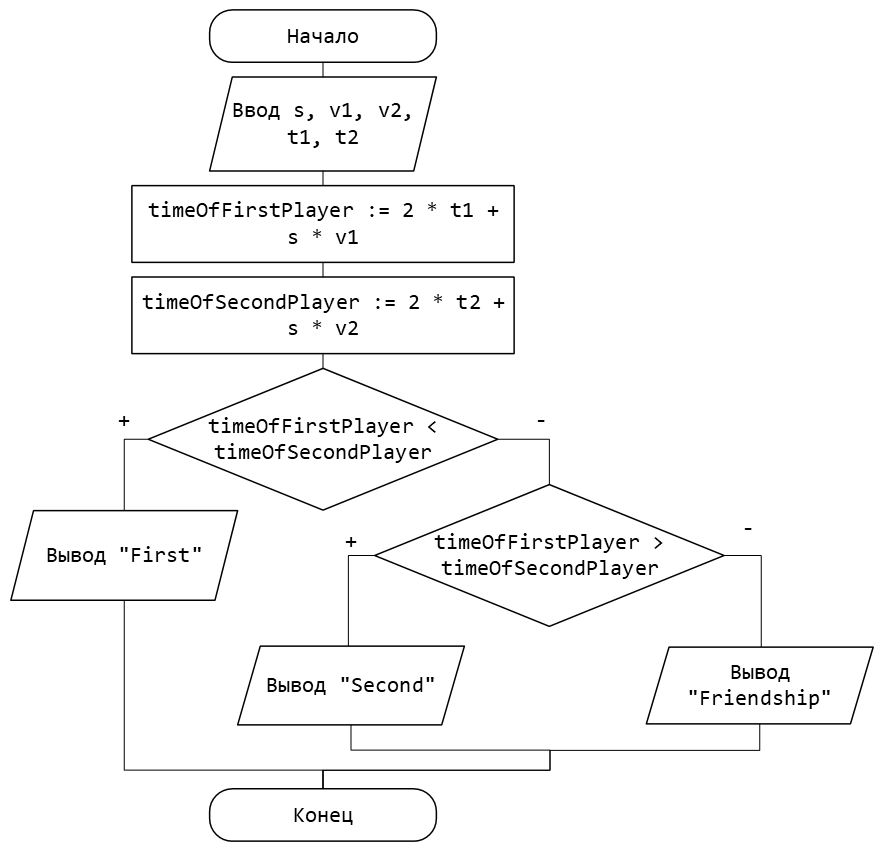 Начало
Ввод s, v1, v2,
t1, t2
timeOfFirstPlayer := 2 * t1 +
s * v1
timeOfSecondPlayer := 2 * t2 +
s * v2
timeOfFirstPlayer <
timeOfSecondPlayer
+
-
Вывод "First"
timeOfFirstPlayer >
timeOfSecondPlayer
+
-
Вывод "Second"
Вывод
"Friendship"
Конец